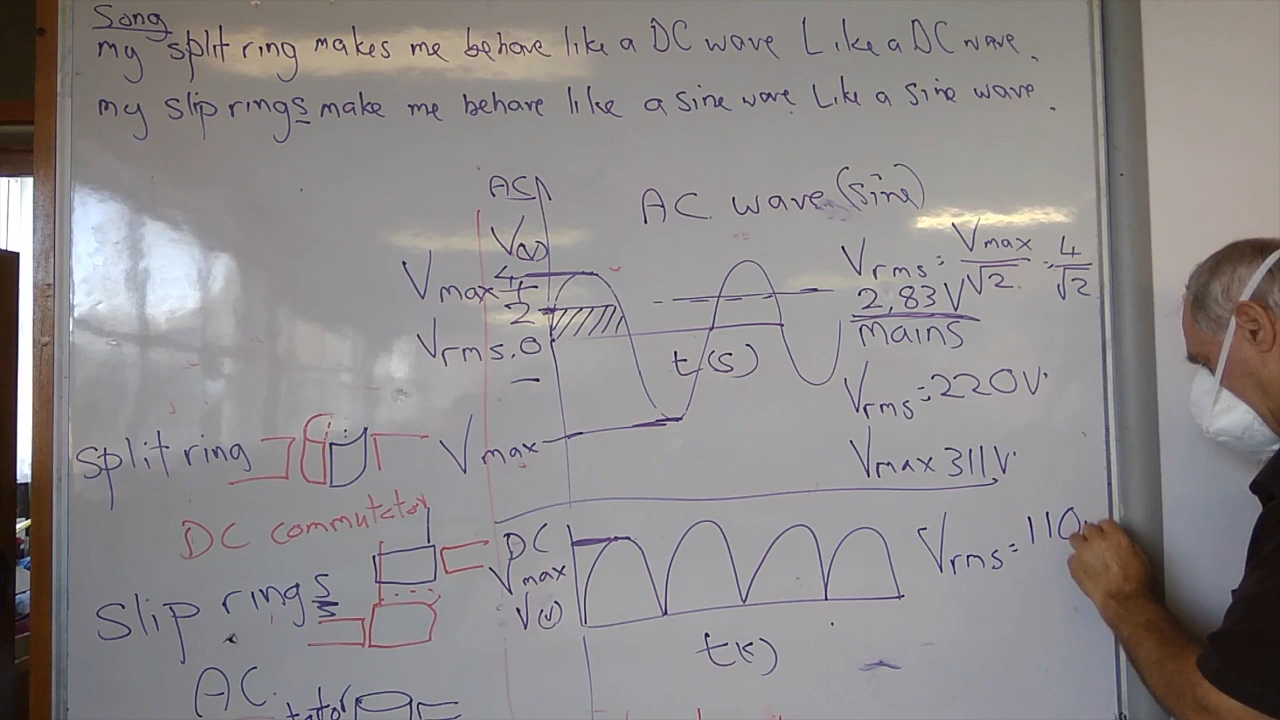 Song
my split ring makes me behave like a DC wave Like a DC wave.
my slip rings make me behave like a sine wave Like a sine wave.
AC
AC wave (sine)
V(v)
Vmax 4
2
Vrms. 0
t(s)
Vmax
Vrms = Vmax/√2 = 4/√2
2,83V
mains
Vrms = 220V.
Vmax 311V.
split ring
DC commutator
Slip rings
AC
DC
Vmax
V(v)
t(s)
Vrms = 110